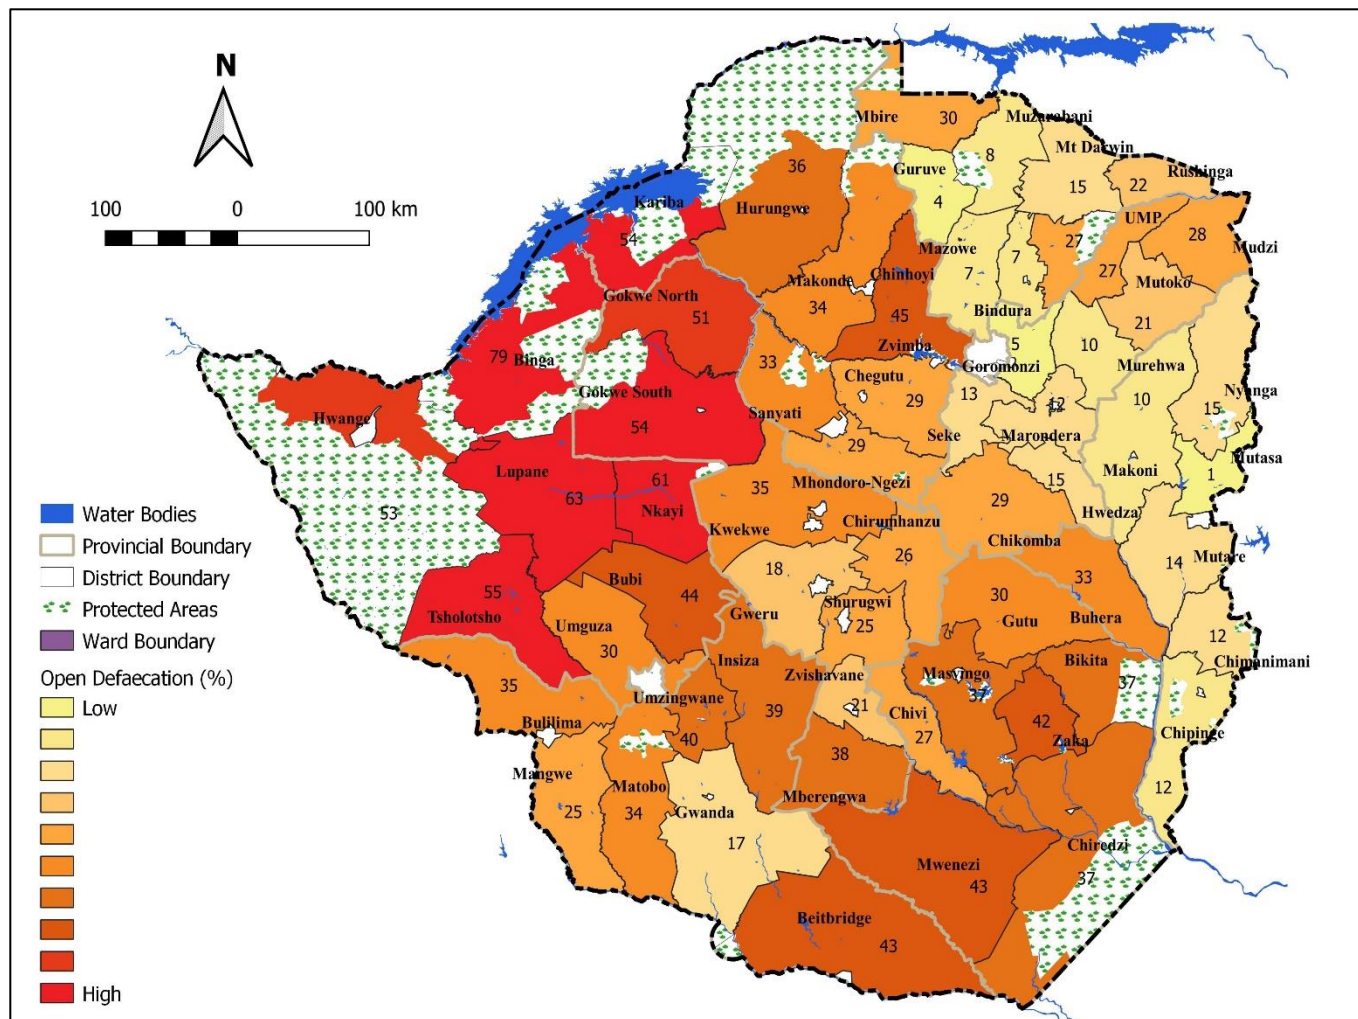 N
100 0 100 km
Mbire
30
Muzarabani
8
Mt Darwin
15
Rushinga
22
36
Guruve
4
Kariba
54
Hurungwe
UMP
27
27
28
Mudzi
Mazowe
7
7
Chinhoyi
Makonde
34
45
Zvimba
Bindura
Mutoko
21
Gokwe North
51
79
Binga
33
5
Goromonzi
10
Murehwa
10
Chegutu
29
13
12
Nyanga
15
Hwange
Gokwe South
54
Sanyati
29
Seke
Marondera
15
Makoni
Mutasa
1
Lupane
63
61
Nkayi
35
Mhondoro-Ngezi
Kwekwe
Chirumhanzu
26
29
Chikomba
Hwedza
Mutare
14
53
55
Tsholotsho
Bubi
44
18
Gweru
Shurugwi
25
30
Gutu
33
Buhera
Umguza
30
12
Chimanimani
35
Bulilima
Insiza
39
Umzingwane
40
Zvishavane
21
Chivi
27
Masvingo
37
Bikita
37
42
Zaka
Chipinge
12
Mangwe
25
Matobo
34
Gwanda
17
38
Mberengwa
Mwenezi
43
Chiredzi
37
Beitbridge
43
Water Bodies
Provincial Boundary
District Boundary
Protected Areas
Ward Boundary
Open Defaecation (%)
Low
High